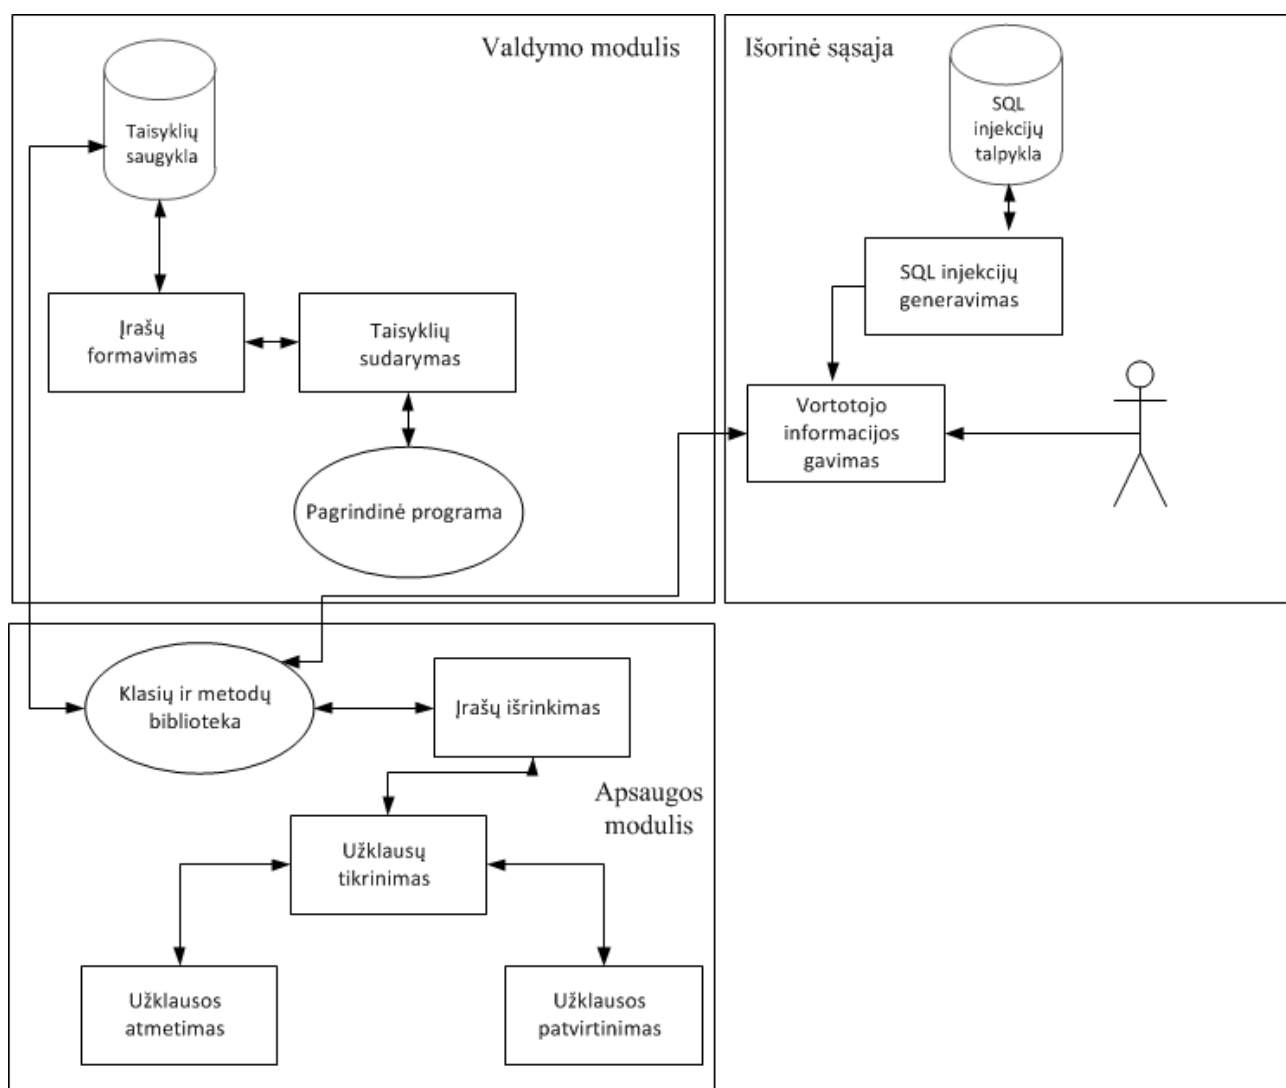 Valdymo modulis
Taisyklių
saugykla
Įrašų
formavimas
Taisyklių
sudarymas
Pagrindinė programa
Išorinė sąsaja
SQL
injekcijų
talpykla
SQL injekcijų
generavimas
Vortotojo
informacijos
gavimas
Klasių ir metodų
biblioteka
Įrašų išrinkimas
Apsaugos
modulis
Užklausų
tikrinimas
Užklausos
atmetimas
Užklausos
patvirtinimas